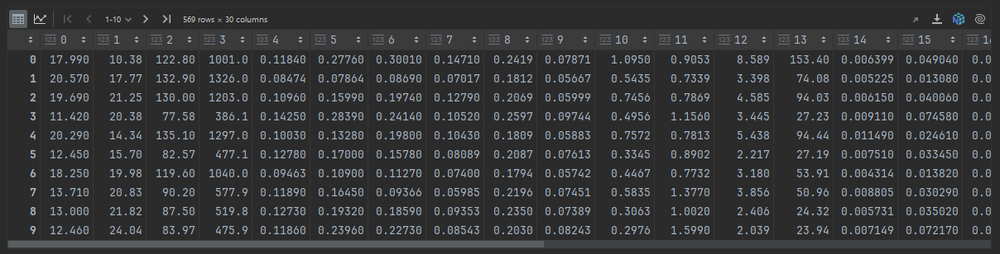 1-10 569 rows × 30 columns
123 0 123 1 123 2 123 3 123 4 123 5 123 6 123 7 123 8 123 9 123 10 123 11 123 12 123 13 123 14 123 15 123 16
0 17.990 10.38 122.80 1001.0 0.11840 0.27760 0.30010 0.14710 0.2419 0.07871 1.0950 0.9053 8.589 153.40 0.006399 0.049040 0.0
1 20.570 17.77 132.90 1326.0 0.08474 0.07864 0.08690 0.07017 0.1812 0.05667 0.5435 0.7339 3.398 74.08 0.005225 0.013080 0.0
2 19.690 21.25 130.00 1203.0 0.10960 0.15990 0.19740 0.12790 0.2069 0.05999 0.7456 0.7869 4.585 94.03 0.006150 0.040060 0.0
3 11.420 20.38 77.58 386.1 0.14250 0.28390 0.24140 0.10520 0.2597 0.09744 0.4956 1.1560 3.445 27.23 0.009110 0.074580 0.0
4 20.290 14.34 135.10 1297.0 0.10030 0.13280 0.19800 0.10430 0.1809 0.05883 0.7572 0.7813 5.438 94.44 0.011490 0.024610 0.0
5 12.450 15.70 82.57 477.1 0.12780 0.17000 0.15780 0.08089 0.2087 0.07613 0.3345 0.8902 2.217 27.19 0.007510 0.033450 0.0
6 18.250 19.98 119.60 1040.0 0.09463 0.10900 0.11270 0.07400 0.1794 0.05742 0.4467 0.7732 3.180 53.91 0.004314 0.013820 0.0
7 13.710 20.83 90.20 577.9 0.11890 0.16450 0.09366 0.05985 0.2196 0.07451 0.5835 1.3770 3.856 50.96 0.008805 0.030290 0.0
8 13.000 21.82 87.50 519.8 0.12730 0.19320 0.18590 0.09353 0.2350 0.07389 0.3063 1.0020 2.406 24.32 0.005731 0.035020 0.0
9 12.460 24.04 83.97 475.9 0.11860 0.23960 0.22730 0.08543 0.2030 0.08243 0.2976 1.5990 2.039 23.94 0.007149 0.072170 0.0